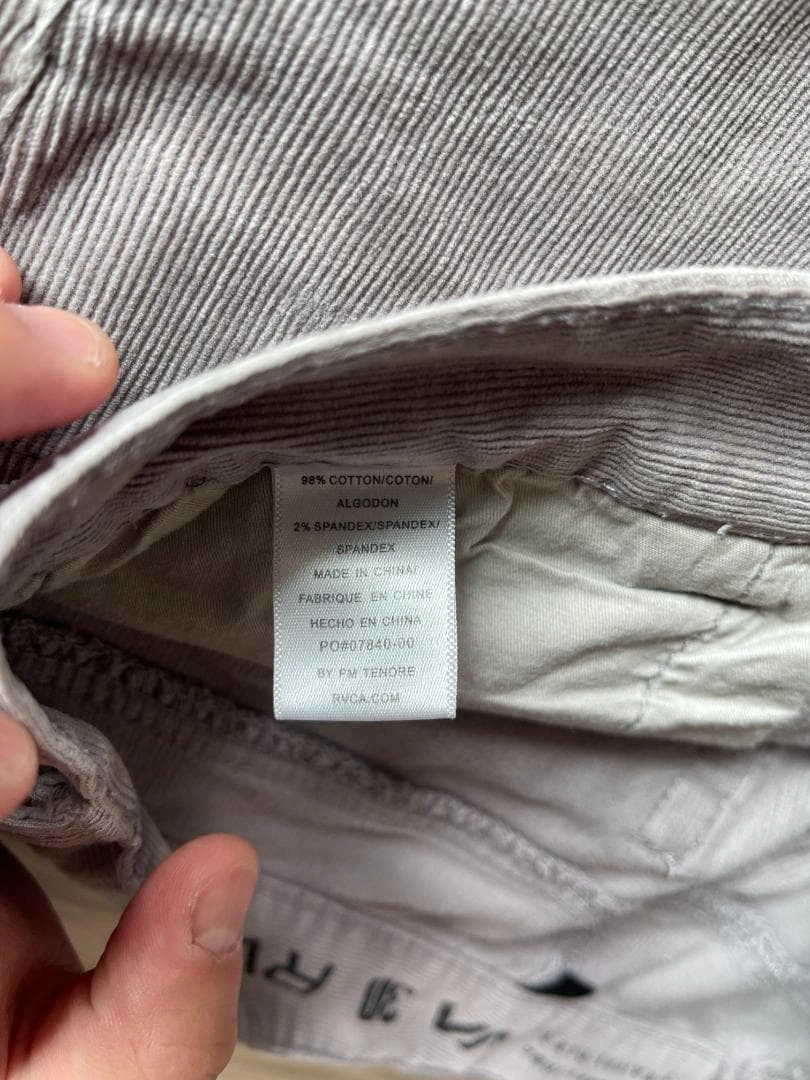 98% COTTON/COTON/
ALGODON
2% SPANDEX/SPANDEX/
SPANDEX
MADE IN CHINA/
FABRIQUE EN CHINE
HECHO EN CHINA
PO#07840-00
BY PM TENDRE
RVCA.COM